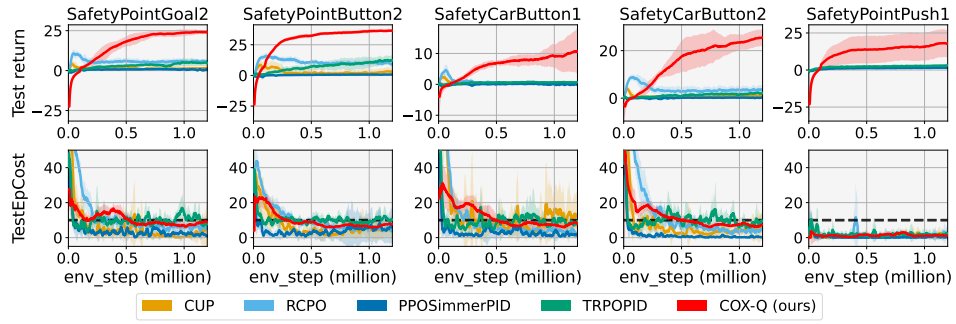 SafetyPointGoal2 SafetyPointButton2 SafetyCarButton1 SafetyCarButton2 SafetyPointPush1
Test return
25
0
−25
0.0 0.5 1.0
25
0
−25
0.0 0.5 1.0
10
0
−10
0.0 0.5 1.0
20
0
0.0 0.5 1.0
25
0
−25
0.0 0.5 1.0
TestEpCost
40
20
0
0.0 0.5 1.0
40
20
0
0.0 0.5 1.0
40
20
0
0.0 0.5 1.0
40
20
0
0.0 0.5 1.0
40
20
0
0.0 0.5 1.0
env_step (million) env_step (million) env_step (million) env_step (million) env_step (million)
CUP RCPO PPOSimmerPID TRPOPID COX-Q (ours)